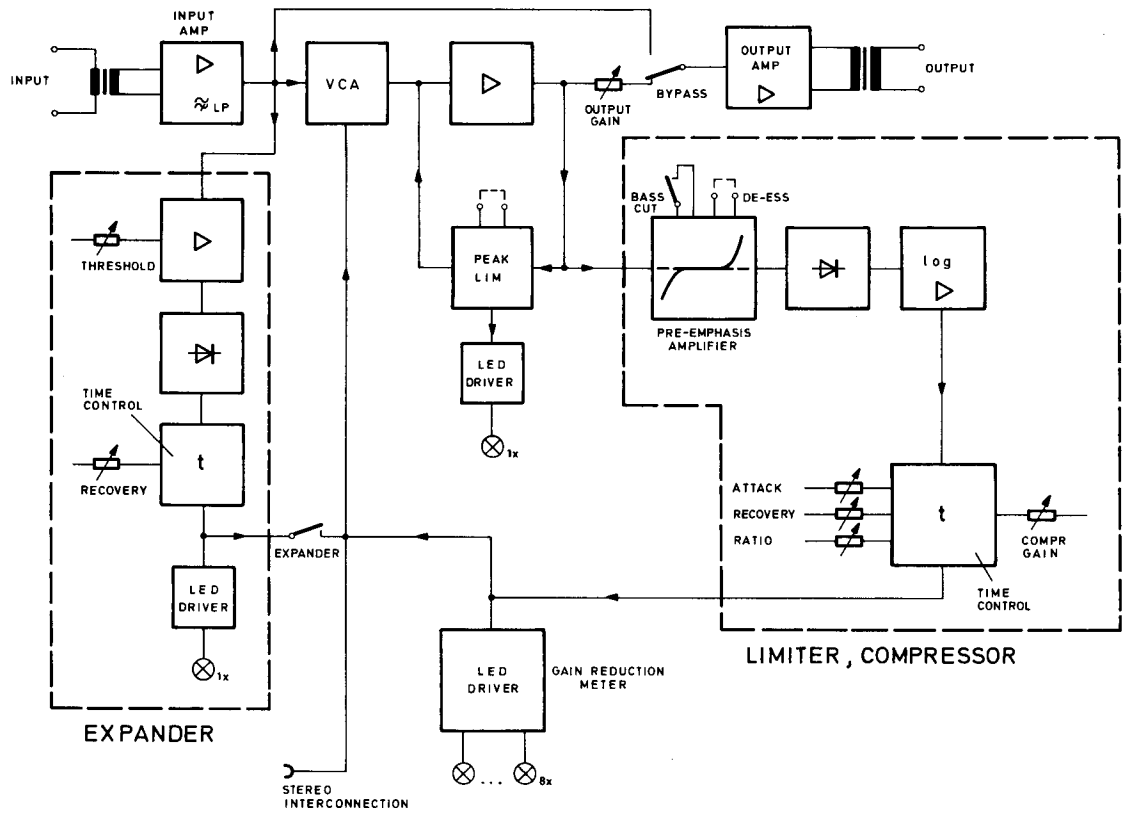 INPUT
AMP
INPUT
LP
VCA
OUTPUT
GAIN
BYPASS
OUTPUT
AMP
OUTPUT
THRESHOLD
TIME
CONTROL
t
RECOVERY
EXPANDER
LED
DRIVER
1x
EXPANDER
PEAK
LIM
LED
DRIVER
1x
BASS
CUT
DE-ESS
PRE-EMPHASIS
AMPLIFIER
log
ATTACK
RECOVERY
RATIO
t
COMPR
GAIN
TIME
CONTROL
LIMITER, COMPRESSOR
LED
DRIVER
GAIN REDUCTION
METER
... 8x
STEREO
INTERCONNECTION